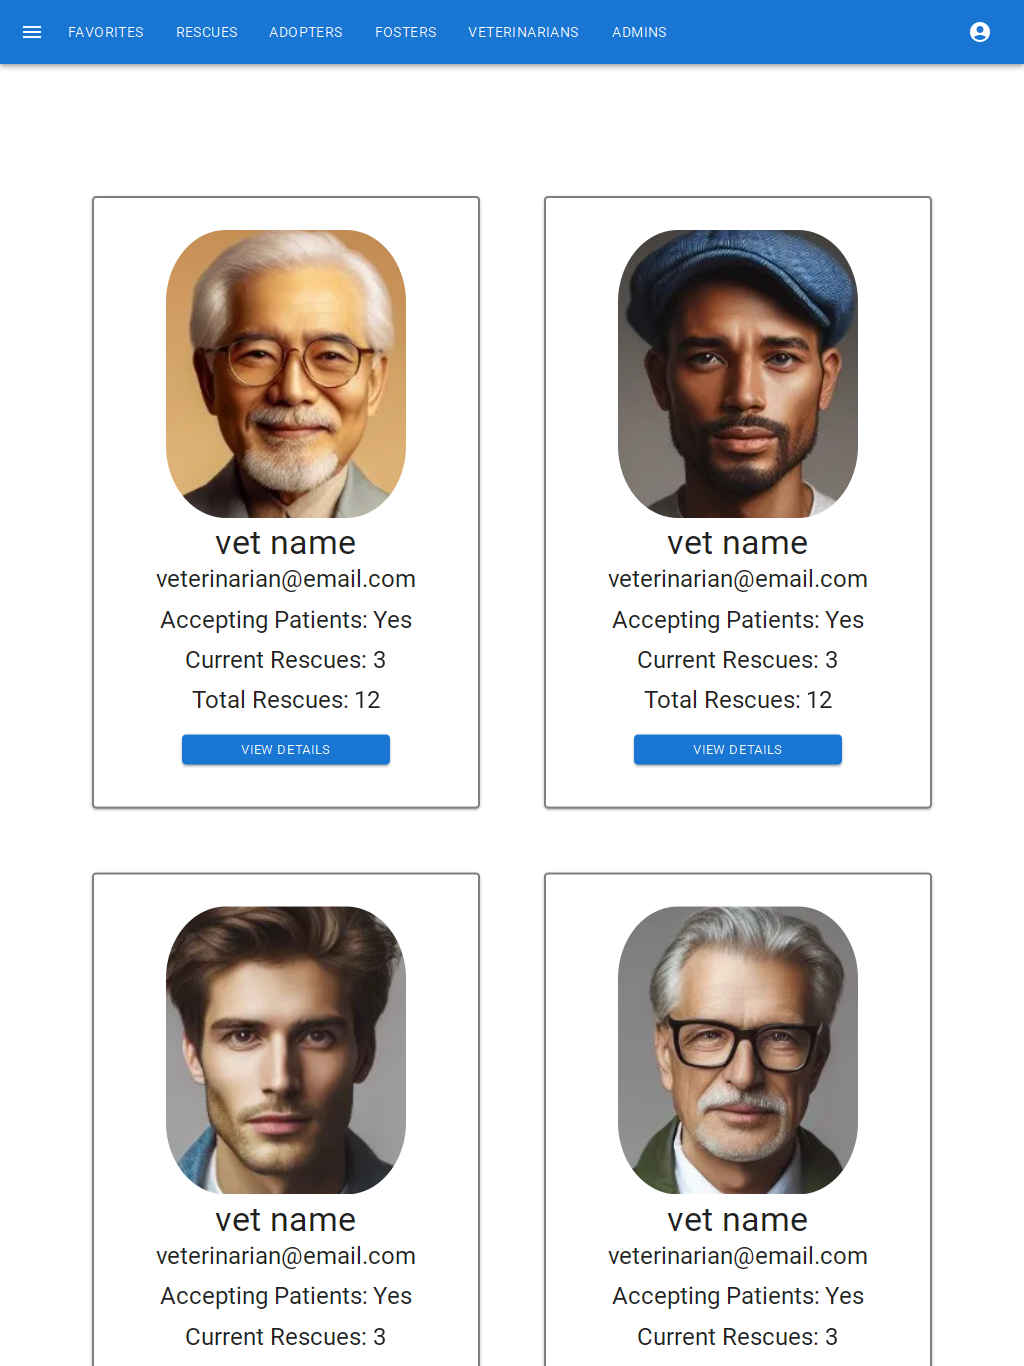 FAVORITES RESCUES ADOPTERS FOSTERS VETERINARIANS ADMINS
vet name
veterinarian@email.com
Accepting Patients: Yes
Current Rescues: 3
Total Rescues: 12
VIEW DETAILS
vet name
veterinarian@email.com
Accepting Patients: Yes
Current Rescues: 3
Total Rescues: 12
VIEW DETAILS
vet name
veterinarian@email.com
Accepting Patients: Yes
Current Rescues: 3
vet name
veterinarian@email.com
Accepting Patients: Yes
Current Rescues: 3